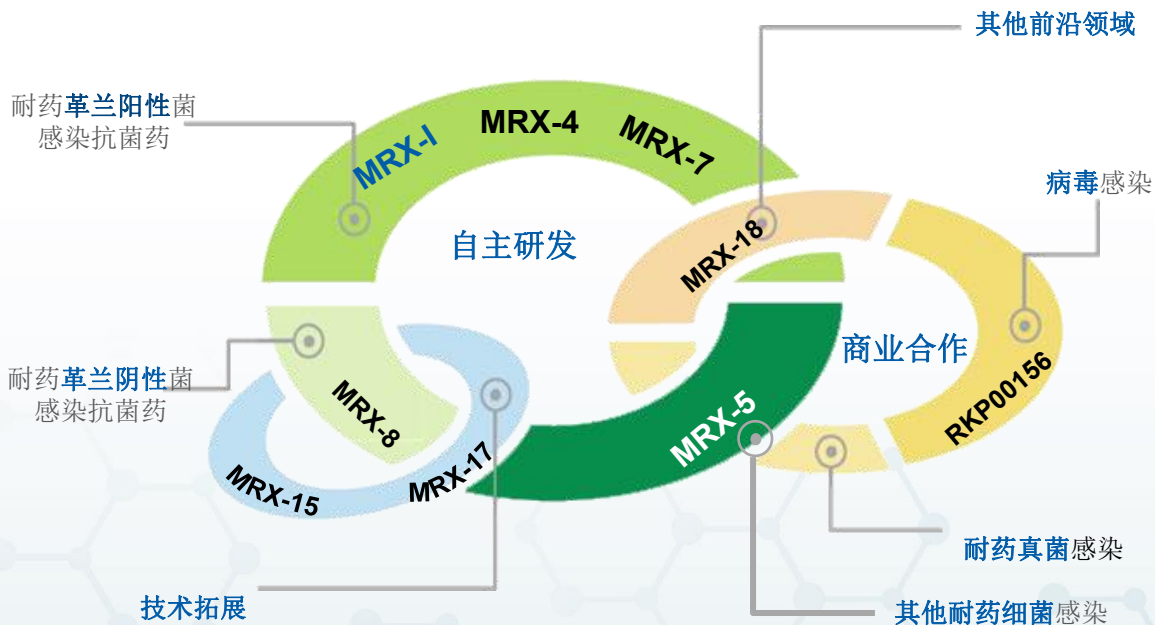 其他前沿领域
耐药革兰阳性菌
感染抗菌药
MRX-I
MRX-4
MRX-7
病毒感染
自主研发
MRX-18
商业合作
耐药革兰阴性菌
感染抗菌药
MRX-8
MRX-5
RKP00156
MRX-15
MRX-17
耐药真菌感染
技术拓展
其他耐药细菌感染